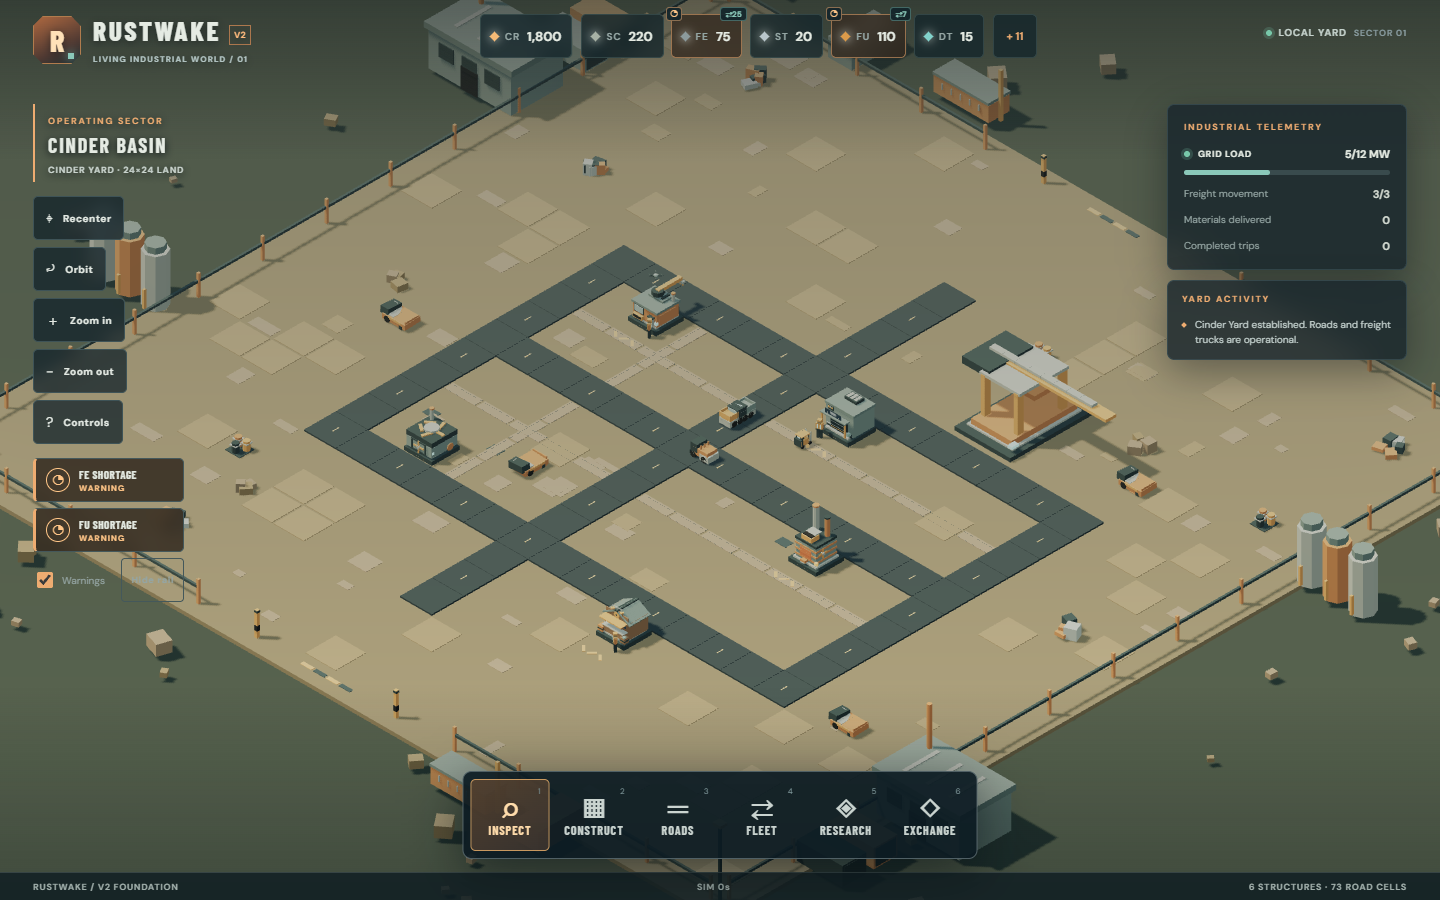 R RUSTWAKE V2
LIVING INDUSTRIAL WORLD / 01
CR 1,800
SC 220
FE 75
⇄25
ST 20
FU 110
⇄7
DT 15
+ 11
LOCAL YARD SECTOR 01
OPERATING SECTOR
CINDER BASIN
CINDER YARD · 24×24 LAND
Recenter
Orbit
+ Zoom in
− Zoom out
? Controls
FE SHORTAGE
WARNING
FU SHORTAGE
WARNING
Warnings
INDUSTRIAL TELEMETRY
GRID LOAD 5/12 MW
Freight movement 3/3
Materials delivered 0
Completed trips 0
YARD ACTIVITY
Cinder Yard established. Roads and freight
trucks are operational.
1 INSPECT
2 CONSTRUCT
3 ROADS
4 FLEET
5 RESEARCH
6 EXCHANGE
RUSTWAKE / V2 FOUNDATION
SIM 0s
6 STRUCTURES · 73 ROAD CELLS